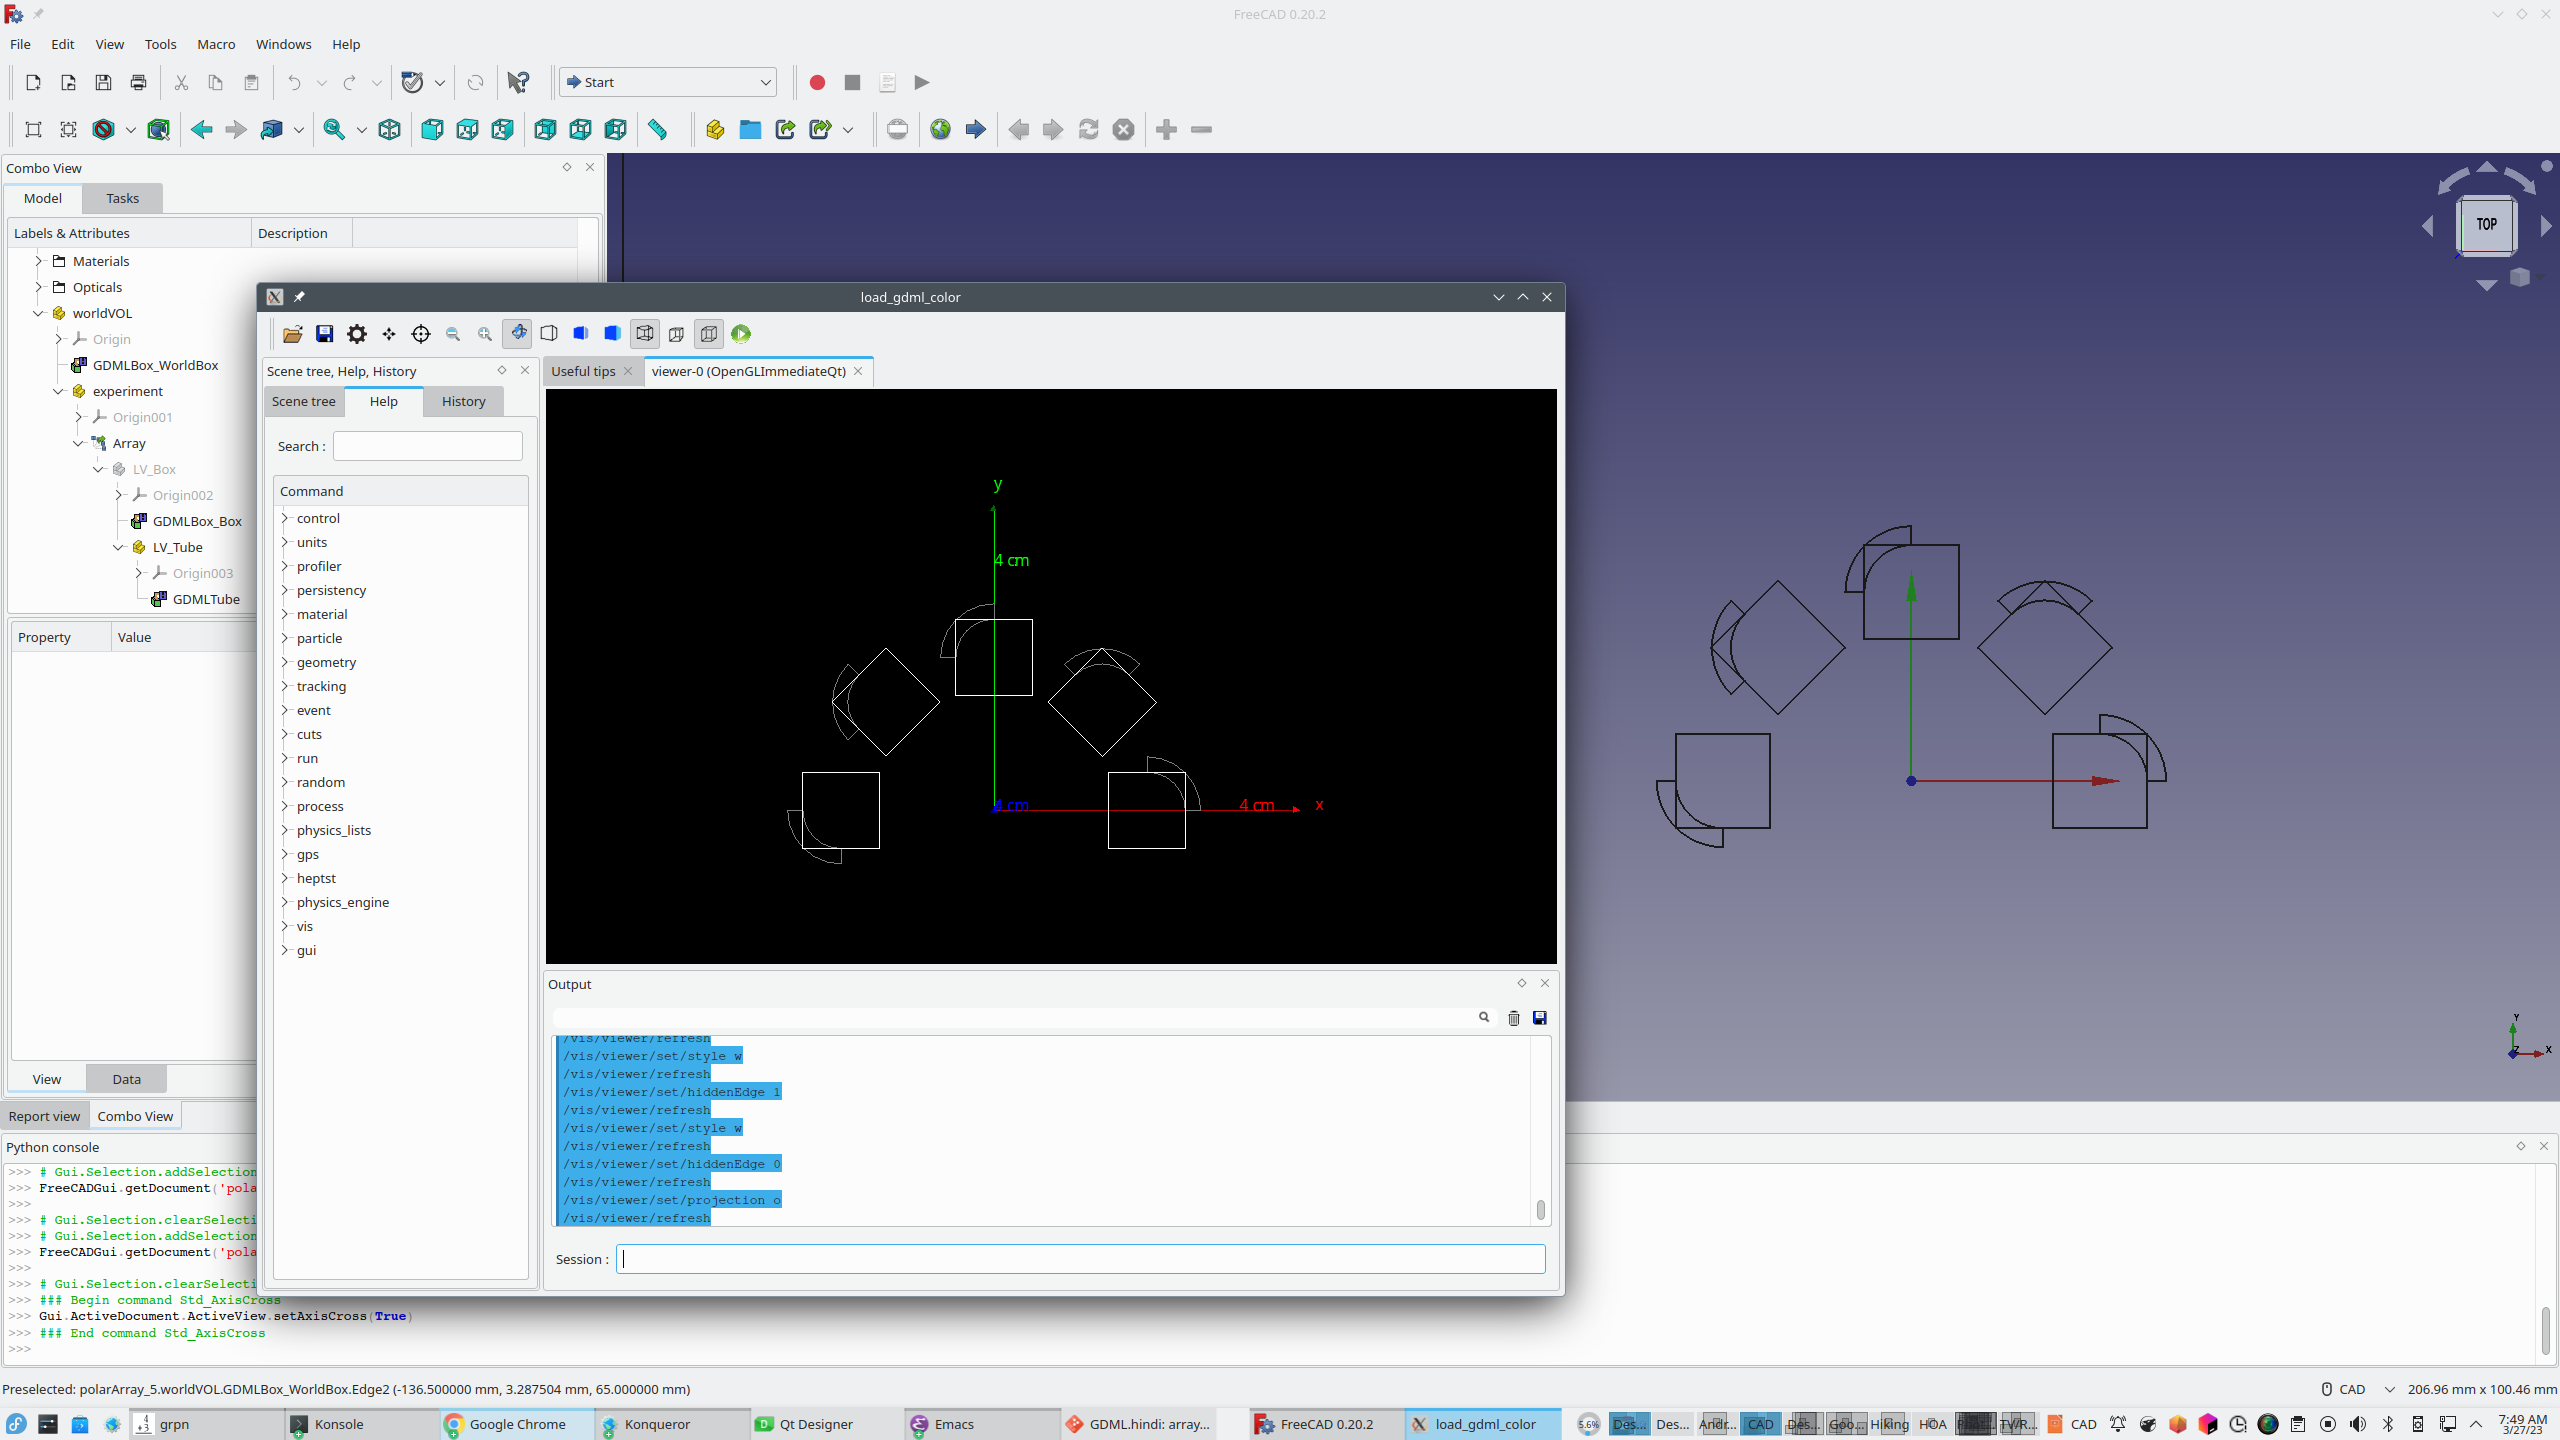 FreeCAD 0.20.2
File Edit View Tools Macro Windows Help
Start
Combo View
Model Tasks
Labels & Attributes Description
Materials
Opticals
worldVOL
Origin
GDMLBox_WorldBox
experiment
Origin001
Array
LV_Box
Origin002
GDMLBox_Box
LV_Tube
Origin003
GDMLTube
Property Value
View Data
Report view Combo View
TOP
load_gdml_color
Scene tree, Help, History
Scene tree Help History
Search :
Command
control
units
profiler
persistency
material
particle
geometry
tracking
event
cuts
run
random
process
physics_lists
gps
heptst
physics_engine
vis
gui
Useful tips viewer-0 (OpenGLImmediateQt)
y
4 cm
4 cm 4 cm x
Output
/vis/viewer/refresh
/vis/viewer/set/style w
/vis/viewer/refresh
/vis/viewer/set/hiddenEdge 1
/vis/viewer/refresh
/vis/viewer/set/style w
/vis/viewer/refresh
/vis/viewer/set/hiddenEdge 0
/vis/viewer/refresh
/vis/viewer/set/projection o
/vis/viewer/refresh
Session :
Y
Z X
Python console
>>> # Gui.Selection.addSelection
>>> FreeCADGui.getDocument('pola
>>>
>>> # Gui.Selection.clearSelecti
>>> # Gui.Selection.addSelection
>>> FreeCADGui.getDocument('pola
>>>
>>> # Gui.Selection.clearSelecti
>>> ### Begin command Std_AxisCross
>>> Gui.ActiveDocument.ActiveView.setAxisCross(True)
>>> ### End command Std_AxisCross
>>>
Preselected: polarArray_5.worldVOL.GDMLBox_WorldBox.Edge2 (-136.500000 mm, 3.287504 mm, 65.000000 mm)
CAD 206.96 mm x 100.46 mm
grpn Konsole Google Chrome Konqueror Qt Designer Emacs GDML.hindi: array... FreeCAD 0.20.2 load_gdml_color 5.6% Des... Des... Andr... CAD Des... Goo... Hiking HOA TV/R... CAD
7:49 AM
3/27/23